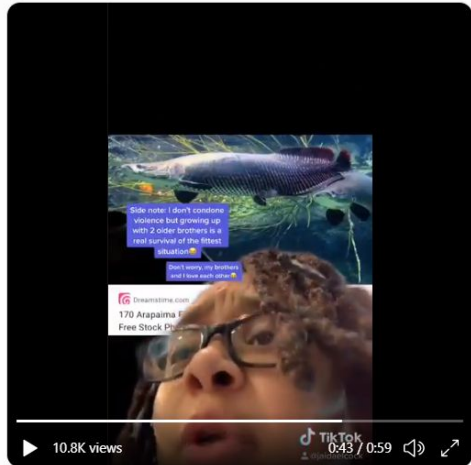 Side note: I don't condone
violence but growing up
with 2 older brothers is a
real survival of the fittest
situation😂
Don't worry, my brothers
and I love each other😂
Dreamstime.com
170 Arapaima
Free Stock
TikTok
10.8K views
0:43 / 0:59